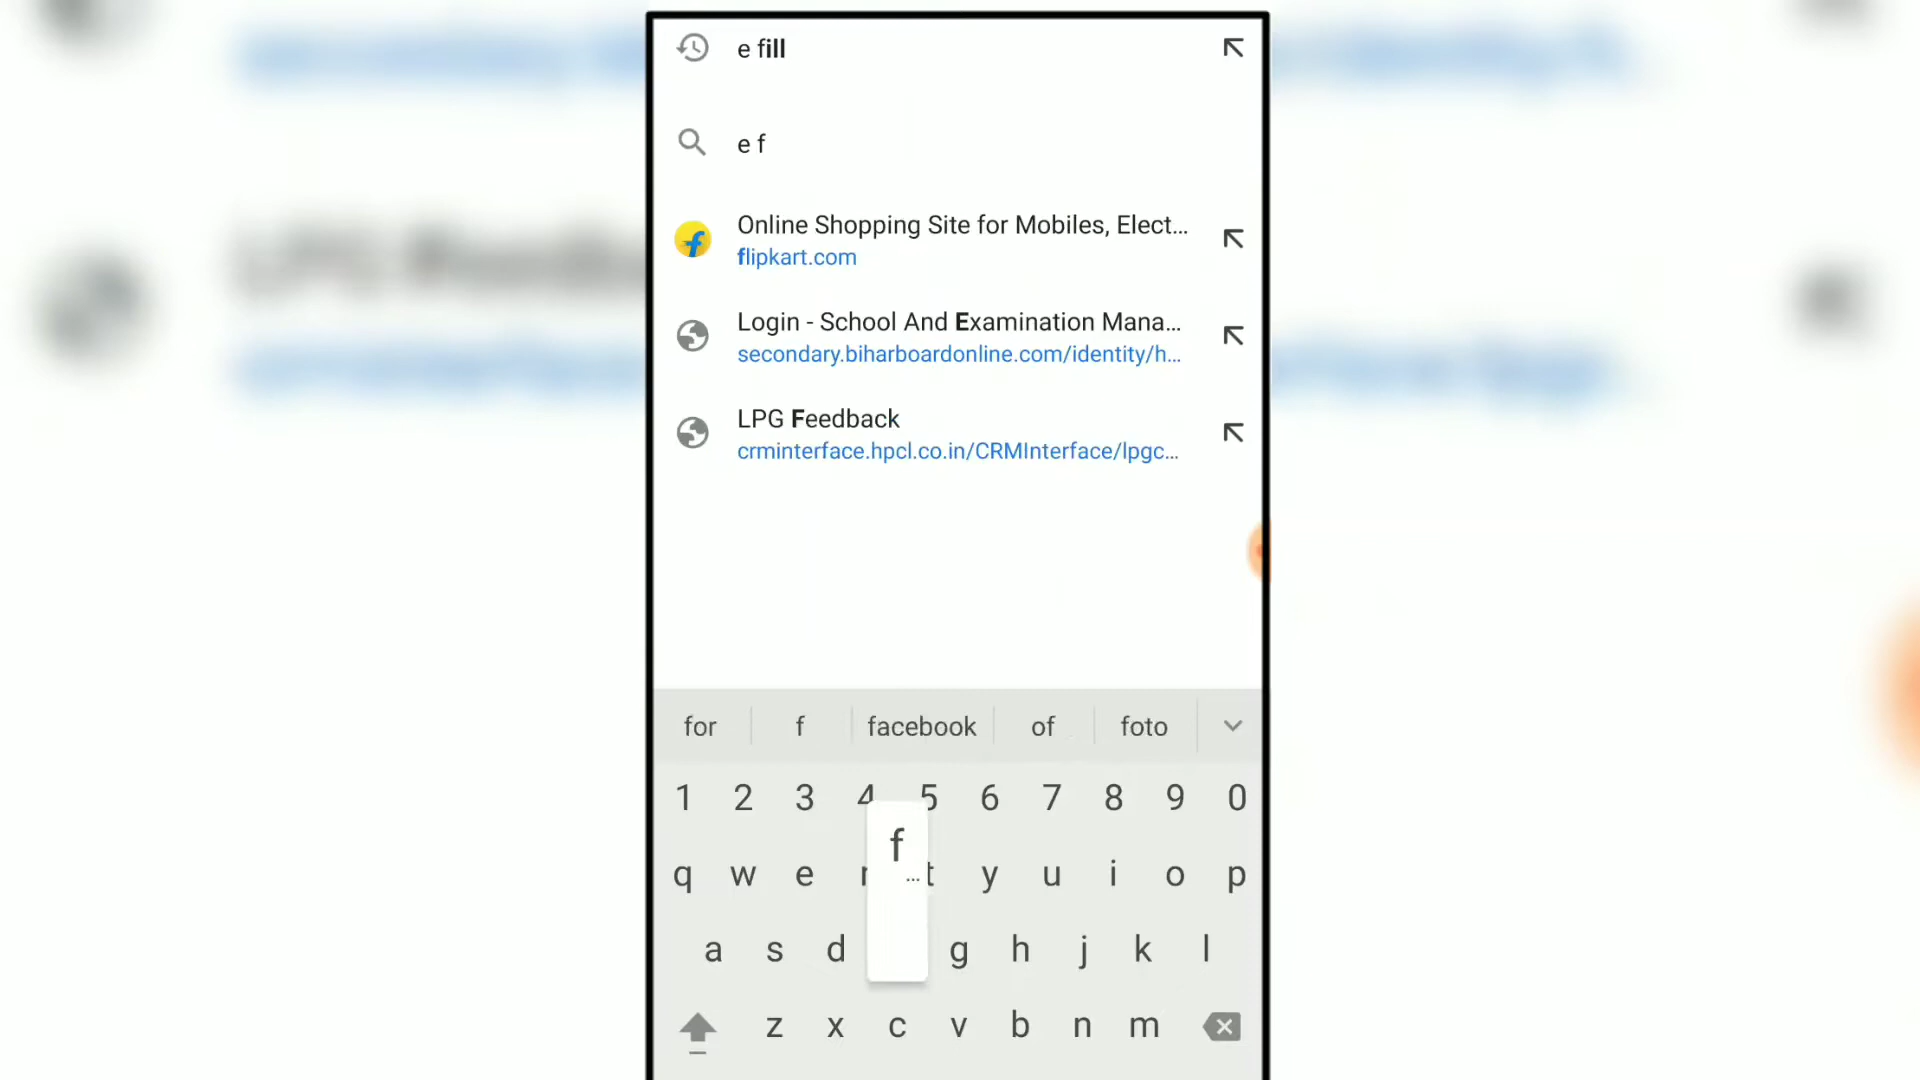 e fill
e f
Online Shopping Site for Mobiles, Elect...
flipkart.com
Login - School And Examination Mana...
secondary.biharboardonline.com/identity/h...
LPG Feedback
crminterface.hpcl.co.in/CRMInterface/lpgc...
for f facebook of foto
1 2 3 4 5 6 7 8 9 0
f
...
q w e r t y u i o p
a s d g h j k l
z x c v b n m